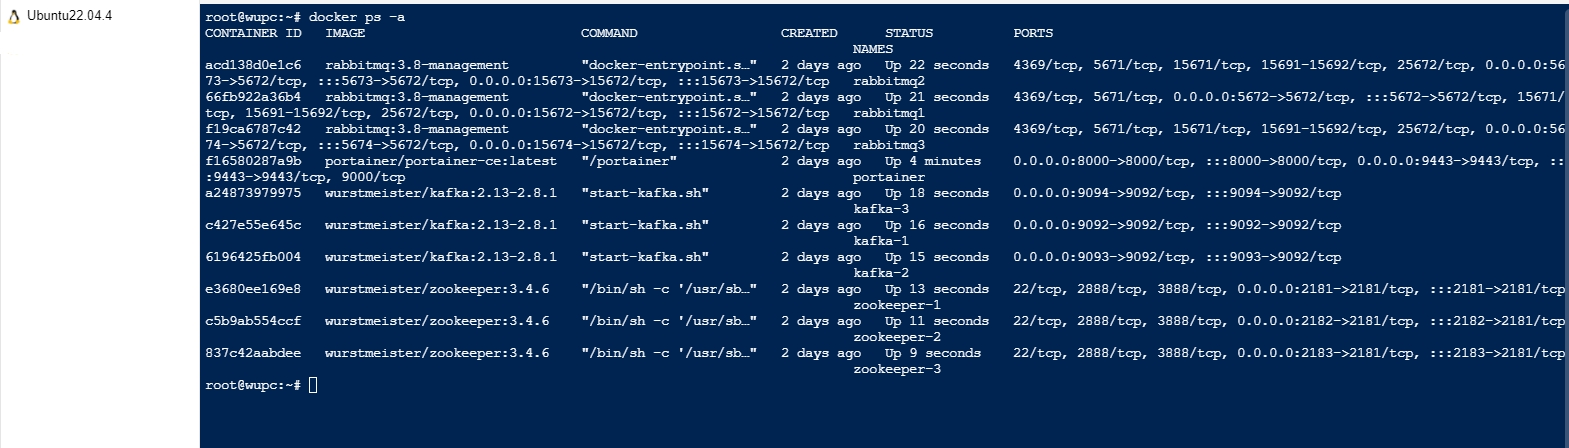 Ubuntu22.04.4
root@wupc:~# docker ps -a
CONTAINER ID   IMAGE                           COMMAND                  CREATED      STATUS          PORTS
NAMES
acd138d0e1c6   rabbitmq:3.8-management         "docker-entrypoint.s…"   2 days ago   Up 22 seconds   4369/tcp, 5671/tcp, 15671/tcp, 15691-15692/tcp, 25672/tcp, 0.0.0.0:56
73->5672/tcp, :::5673->5672/tcp, 0.0.0.0:15673->15672/tcp, :::15673->15672/tcp   rabbitmq2
66fb922a36b4   rabbitmq:3.8-management         "docker-entrypoint.s…"   2 days ago   Up 21 seconds   4369/tcp, 5671/tcp, 0.0.0.0:5672->5672/tcp, :::5672->5672/tcp, 15671/
tcp, 15691-15692/tcp, 25672/tcp, 0.0.0.0:15672->15672/tcp, :::15672->15672/tcp   rabbitmq1
f19ca6787c42   rabbitmq:3.8-management         "docker-entrypoint.s…"   2 days ago   Up 20 seconds   4369/tcp, 5671/tcp, 15671/tcp, 15691-15692/tcp, 25672/tcp, 0.0.0.0:56
74->5672/tcp, :::5674->5672/tcp, 0.0.0.0:15674->15672/tcp, :::15674->15672/tcp   rabbitmq3
f16580287a9b   portainer/portainer-ce:latest   "/portainer"             2 days ago   Up 4 minutes    0.0.0.0:8000->8000/tcp, :::8000->8000/tcp, 0.0.0.0:9443->9443/tcp, ::
:9443->9443/tcp, 9000/tcp                                                        portainer
a24873979975   wurstmeister/kafka:2.13-2.8.1   "start-kafka.sh"         2 days ago   Up 18 seconds   0.0.0.0:9094->9092/tcp, :::9094->9092/tcp
kafka-3
c427e55e645c   wurstmeister/kafka:2.13-2.8.1   "start-kafka.sh"         2 days ago   Up 16 seconds   0.0.0.0:9092->9092/tcp, :::9092->9092/tcp
kafka-1
6196425fb004   wurstmeister/kafka:2.13-2.8.1   "start-kafka.sh"         2 days ago   Up 15 seconds   0.0.0.0:9093->9092/tcp, :::9093->9092/tcp
kafka-2
e3680ee169e8   wurstmeister/zookeeper:3.4.6    "/bin/sh -c '/usr/sb…"   2 days ago   Up 13 seconds   22/tcp, 2888/tcp, 3888/tcp, 0.0.0.0:2181->2181/tcp, :::2181->2181/tcp
zookeeper-1
c5b9ab554ccf   wurstmeister/zookeeper:3.4.6    "/bin/sh -c '/usr/sb…"   2 days ago   Up 11 seconds   22/tcp, 2888/tcp, 3888/tcp, 0.0.0.0:2182->2181/tcp, :::2182->2181/tcp
zookeeper-2
837c42aabdee   wurstmeister/zookeeper:3.4.6    "/bin/sh -c '/usr/sb…"   2 days ago   Up 9 seconds    22/tcp, 2888/tcp, 3888/tcp, 0.0.0.0:2183->2181/tcp, :::2183->2181/tcp
zookeeper-3
root@wupc:~#